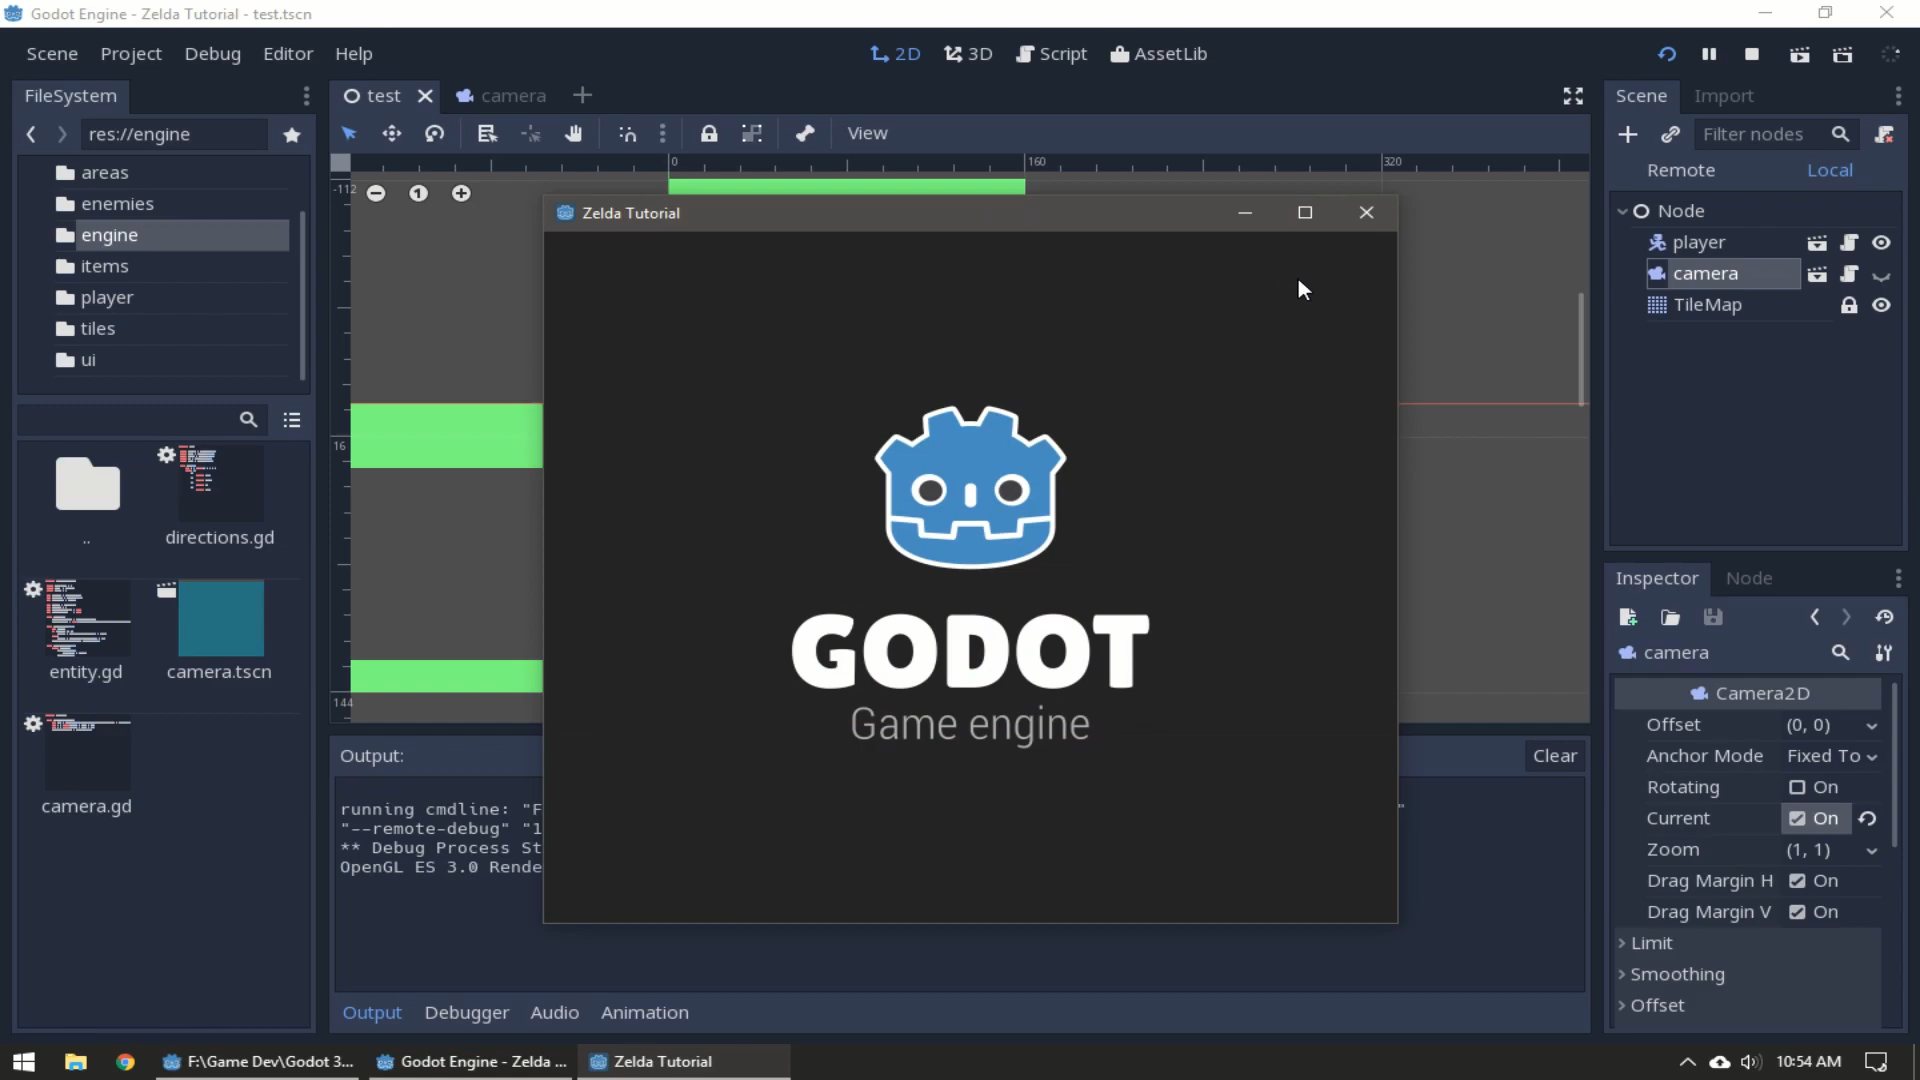 Godot Engine - Zelda Tutorial - test.tscn
Scene Project Debug Editor Help
2D 3D Script AssetLib
FileSystem
res://engine
areas
enemies
engine
items
player
tiles
ui
..
directions.gd
entity.gd
camera.tscn
camera.gd
test camera
View
0 160 320
-112
1
16
144
Zelda Tutorial
GODOT
Game engine
Output:
Clear
running cmdline: "F
"
"--remote-debug" "1
** Debug Process St
OpenGL ES 3.0 Rende
Output Debugger Audio Animation
Scene Import
Filter nodes
Remote Local
Node
player
camera
TileMap
Inspector Node
camera
Camera2D
Offset (0, 0)
Anchor Mode Fixed To
Rotating On
Current On
Zoom (1, 1)
Drag Margin H On
Drag Margin V On
Limit
Smoothing
Offset
F:\Game Dev\Godot 3...
Godot Engine - Zelda ...
Zelda Tutorial
10:54 AM